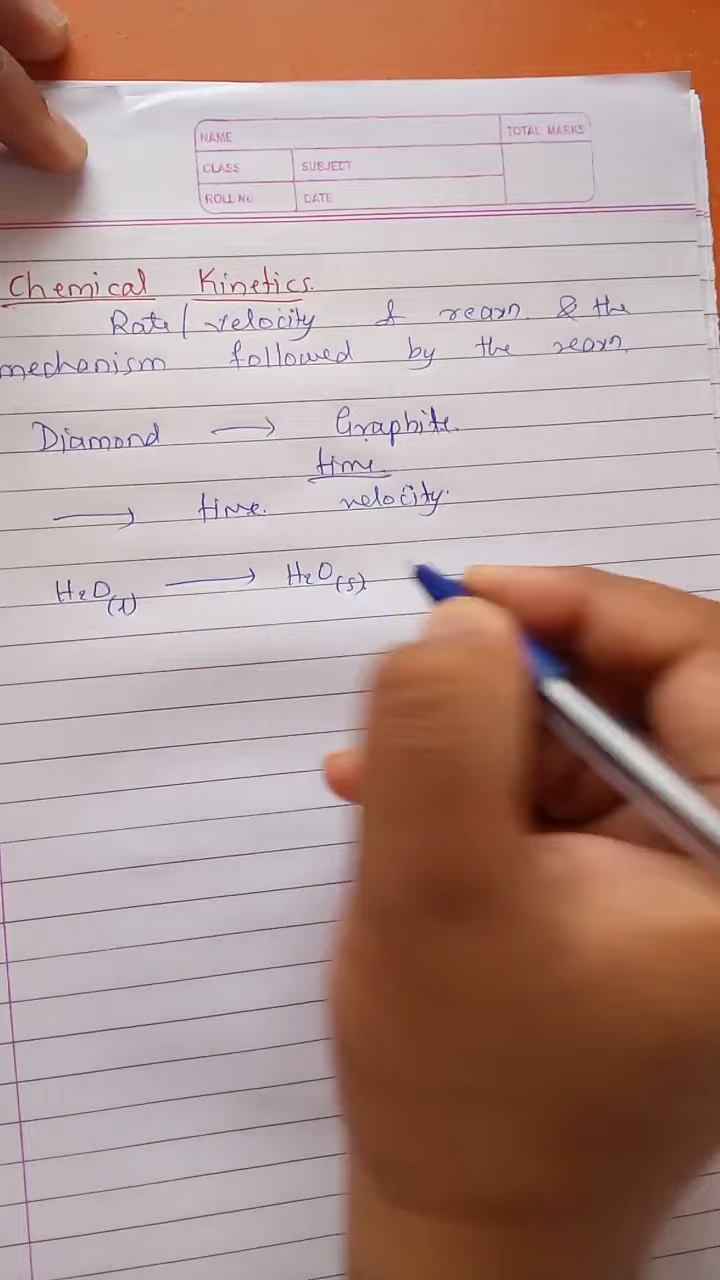 NAME
TOTAL MARKS
CLASS
SUBJECT
ROLL NO
DATE
Chemical Kinetics.
Rate/velocity of reaxn & the
mechanism followed by the reaxn.
Diamond → Graphite.
time.
→ time. velocity.
H2O(l) → H2O(s)